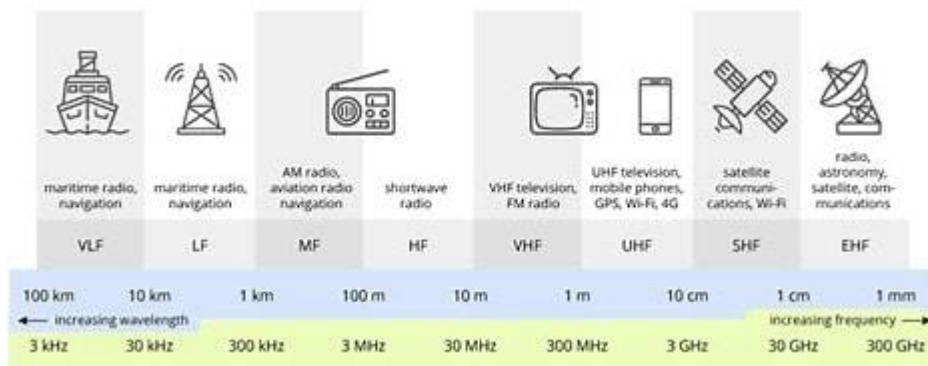 maritime radio,
navigation
maritime radio,
navigation
AM radio,
aviation radio
navigation
shortwave
radio
VHF television,
FM radio
UHF television,
mobile phones,
GPS, Wi-Fi, 4G
satellite
communi-
cations, Wi-Fi
radio,
astronomy,
satellite, com-
munications
VLF LF MF HF VHF UHF SHF EHF
100 km 10 km 1 km 100 m 10 m 1 m 10 cm 1 cm 1 mm
increasing wavelength increasing frequency
3 kHz 30 kHz 300 kHz 3 MHz 30 MHz 300 MHz 3 GHz 30 GHz 300 GHz